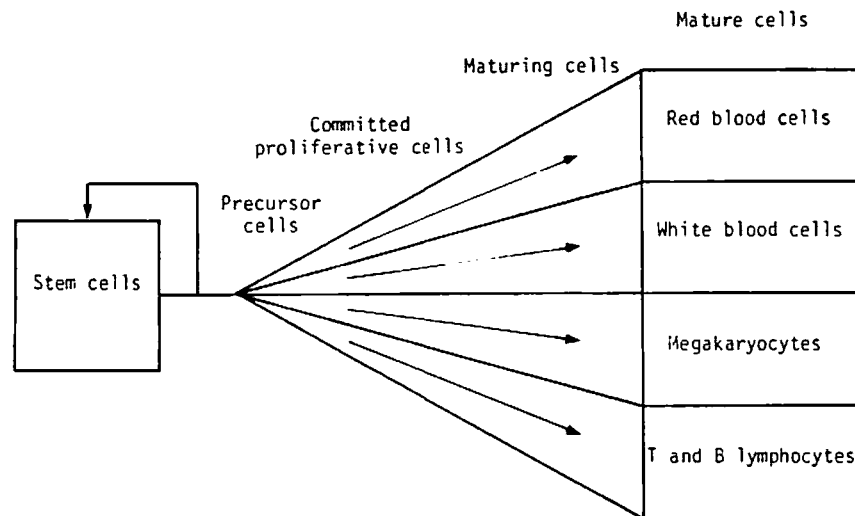 Mature cells
Maturing cells
Committed
proliferative cells
Precursor
cells
Stem cells
Red blood cells
White blood cells
Megakaryocytes
T and B lymphocytes